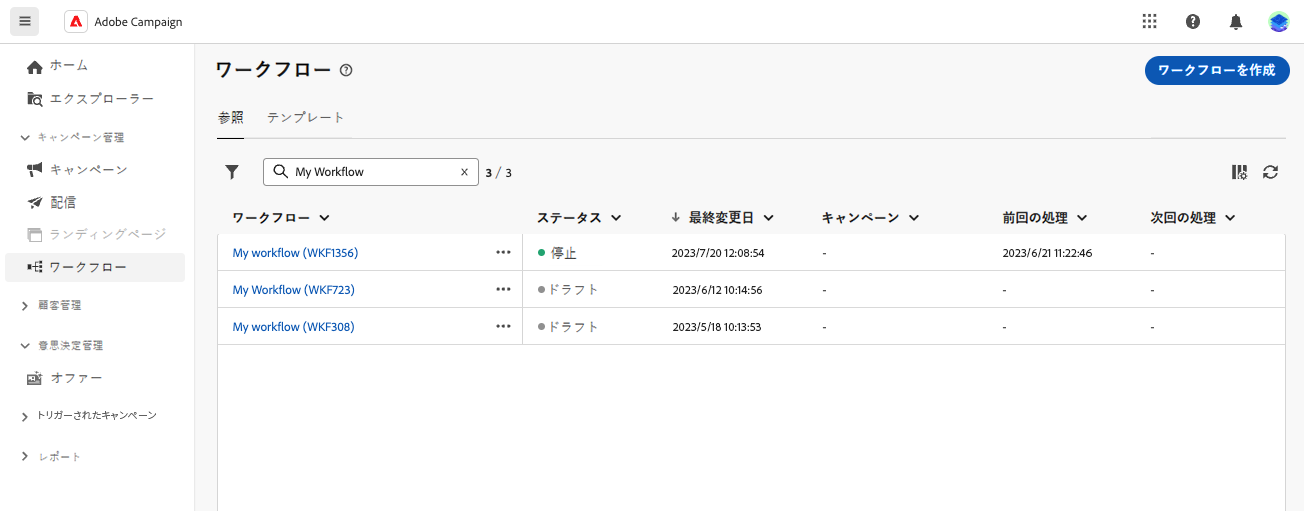 Adobe Campaign
ホーム
エクスプローラー
キャンペーン管理
キャンペーン
配信
ランディングページ
ワークフロー
顧客管理
意思決定管理
オファー
トリガーされたキャンペーン
レポート
ワークフロー
ワークフローを作成
参照 テンプレート
My Workflow 3 / 3
ワークフロー ステータス 最終変更日 キャンペーン 前回の処理 次回の処理
My workflow (WKF1356) 停止 2023/7/20 12:08:54 - 2023/6/21 11:22:46 -
My Workflow (WKF723) ドラフト 2023/6/12 10:14:56 - - -
My workflow (WKF308) ドラフト 2023/5/18 10:13:53 - - -